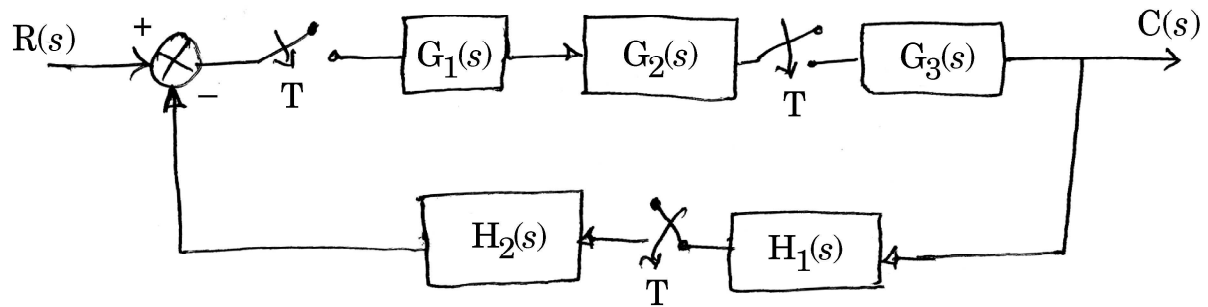 R(s)
+
−
T
G₁(s)
G₂(s)
T
G₃(s)
C(s)
H₂(s)
T
H₁(s)